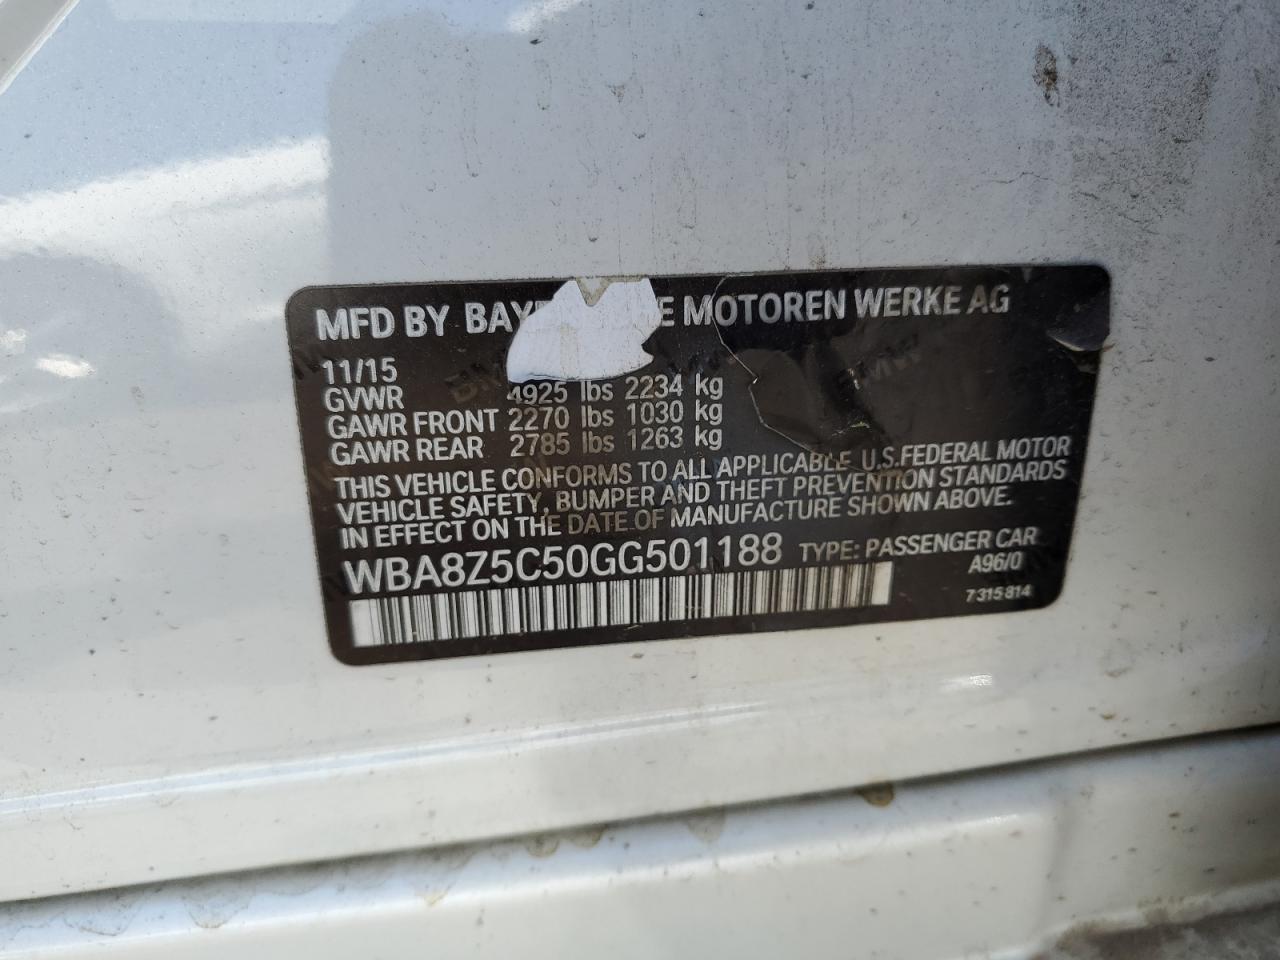 MFD BY MOTOREN WERKE AG
11/15
GVWR 4925 lbs 2234 kg
GAWR FRONT 2270 lbs 1030 kg
GAWR REAR 2785 lbs 1263 kg
THIS VEHICLE CONFORMS TO ALL APPLICABLE U.S.FEDERAL MOTOR
VEHICLE SAFETY, BUMPER AND THEFT PREVENTION STANDARDS
IN EFFECT ON THE DATE OF MANUFACTURE SHOWN ABOVE.
WBA8Z5C50GG501188 TYPE: PASSENGER CAR
A96/0
7 315 814